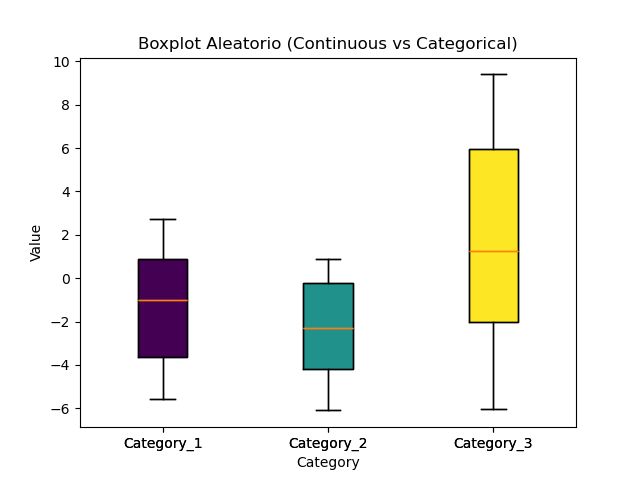 Boxplot Aleatorio (Continuous vs Categorical)
10
8
6
4
2
0
−2
−4
−6
Value
Category_1 Category_2 Category_3
Category